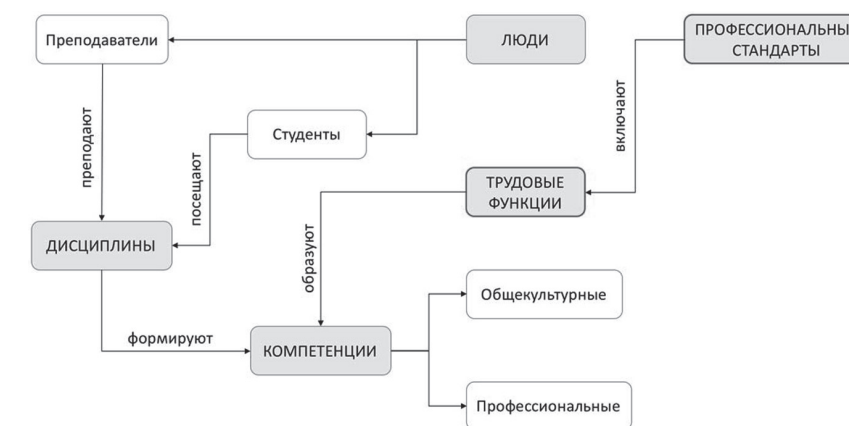 Преподаватели
ЛЮДИ
ПРОФЕССИОНАЛЬНЫ
СТАНДАРТЫ
преподают
Студенты
включают
посещают
ТРУДОВЫЕ
ФУНКЦИИ
ДИСЦИПЛИНЫ
образуют
Общекультурные
формируют
КОМПЕТЕНЦИИ
Профессиональные